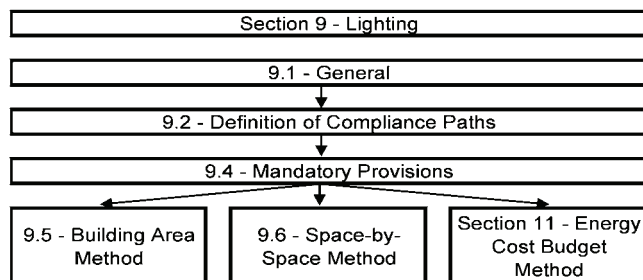 Section 9 - Lighting
9.1 - General
9.2 - Definition of Compliance Paths
9.4 - Mandatory Provisions
9.5 - Building Area
Method
9.6 - Space-by-
Space Method
Section 11 - Energy
Cost Budget
Method